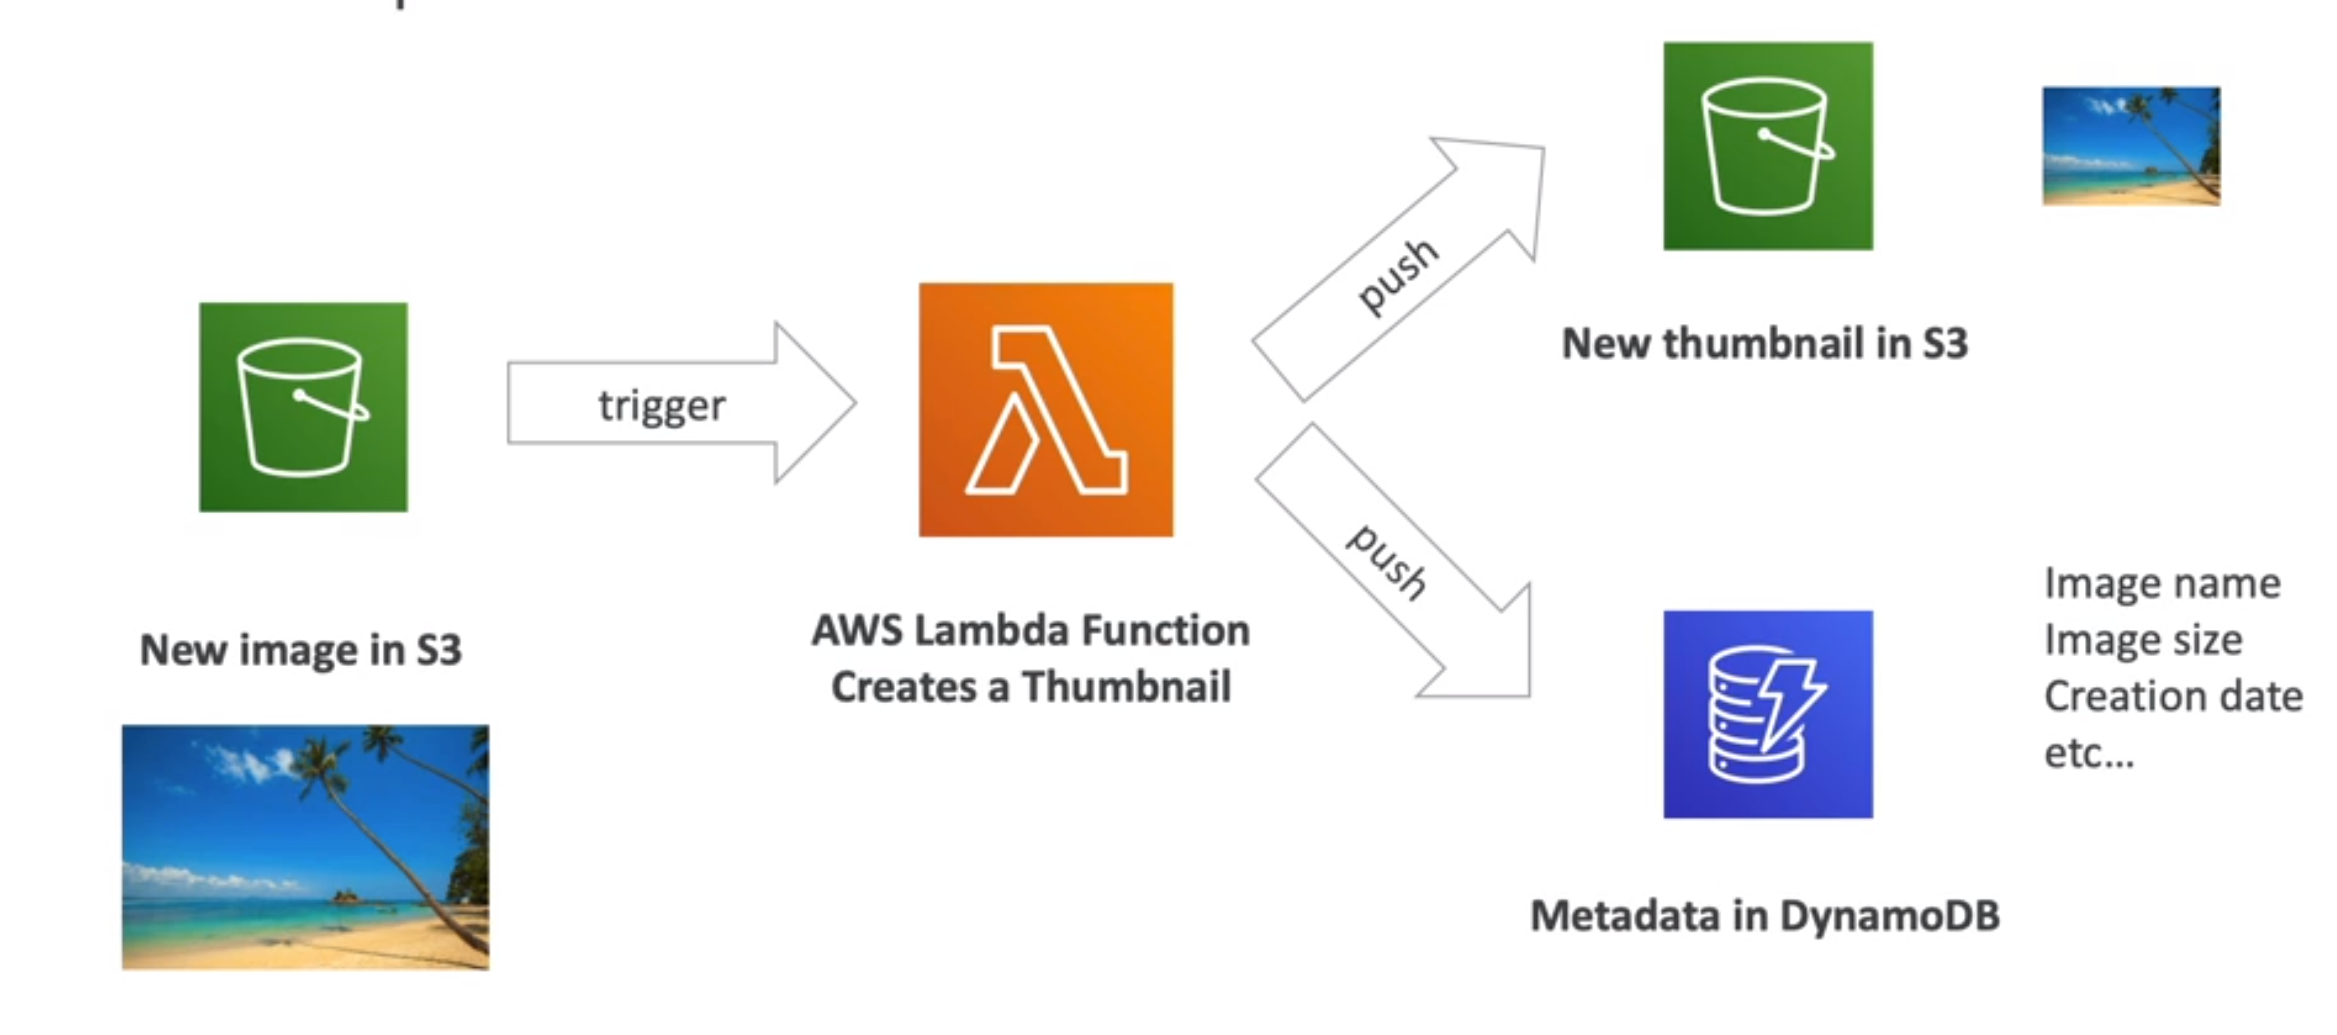 New image in S3
trigger
AWS Lambda Function
Creates a Thumbnail
push
New thumbnail in S3
push
Image name
Image size
Creation date
etc...
Metadata in DynamoDB